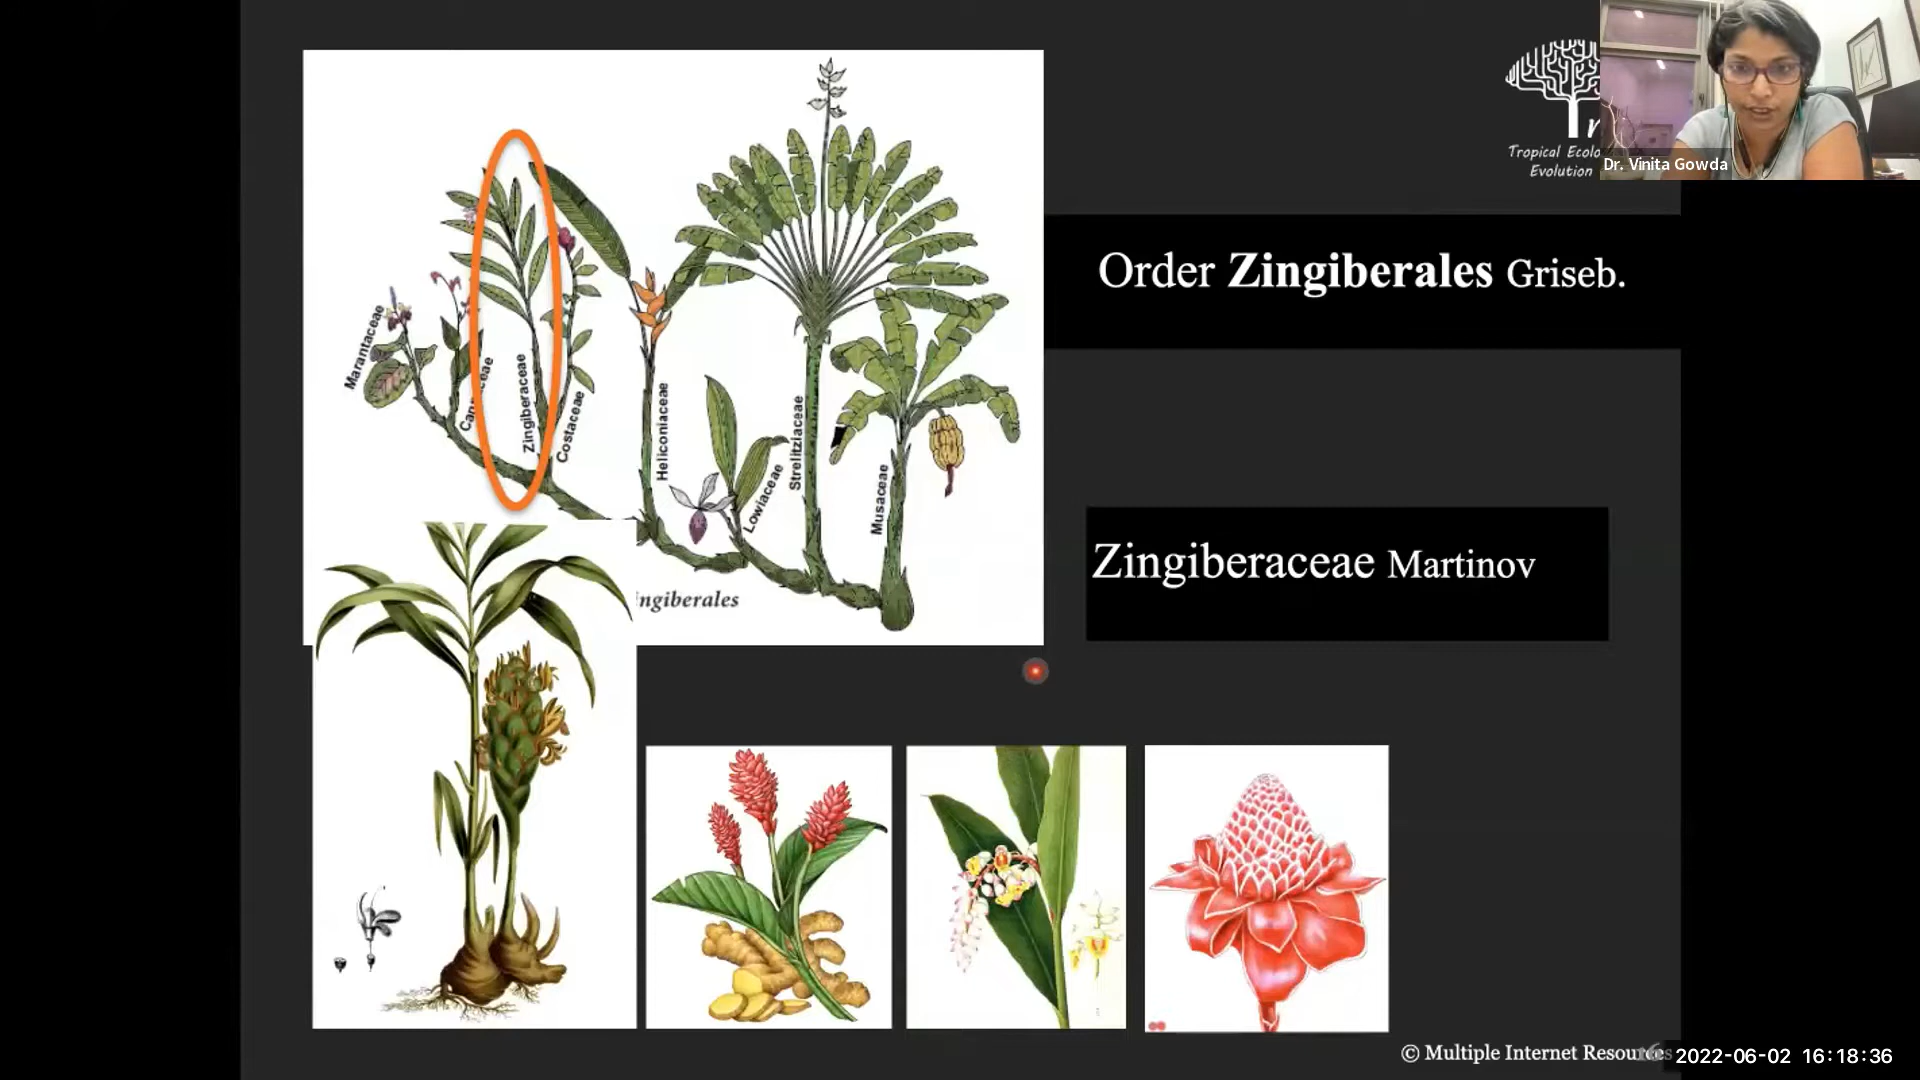 Tropical Ecolo
Evolution
Dr. Vinita Gowda
Order Zingiberales Griseb.
Marantaceae
Zingiberaceae
Costaceae
Heliconiaceae
Lowiaceae
Strelitziaceae
Musaceae
ingiberales
Zingiberaceae Martinov
© Multiple Internet Resources
2022-06-02 16:18:36